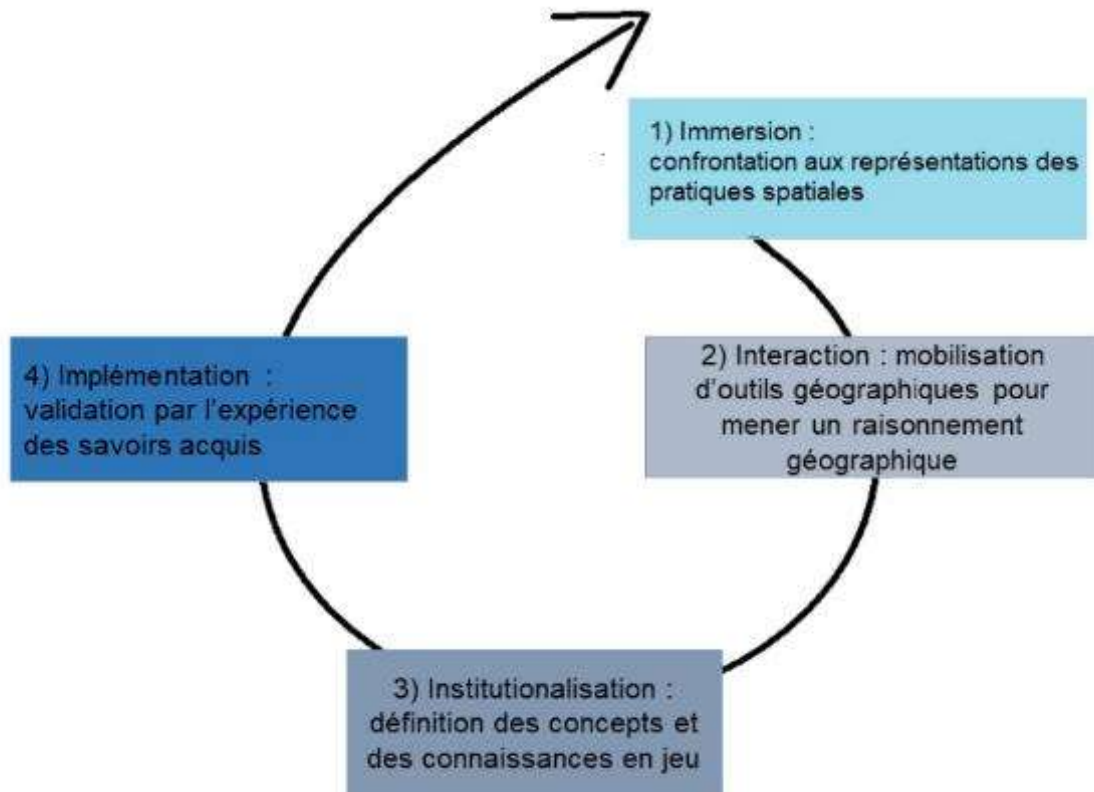 1) Immersion :
confrontation aux représentations des
pratiques spatiales
2) Interaction : mobilisation
d'outils géographiques pour
mener un raisonnement
géographique
3) Institutionalisation :
définition des concepts et
des connaissances en jeu
4) Implémentation :
validation par l'expérience
des savoirs acquis